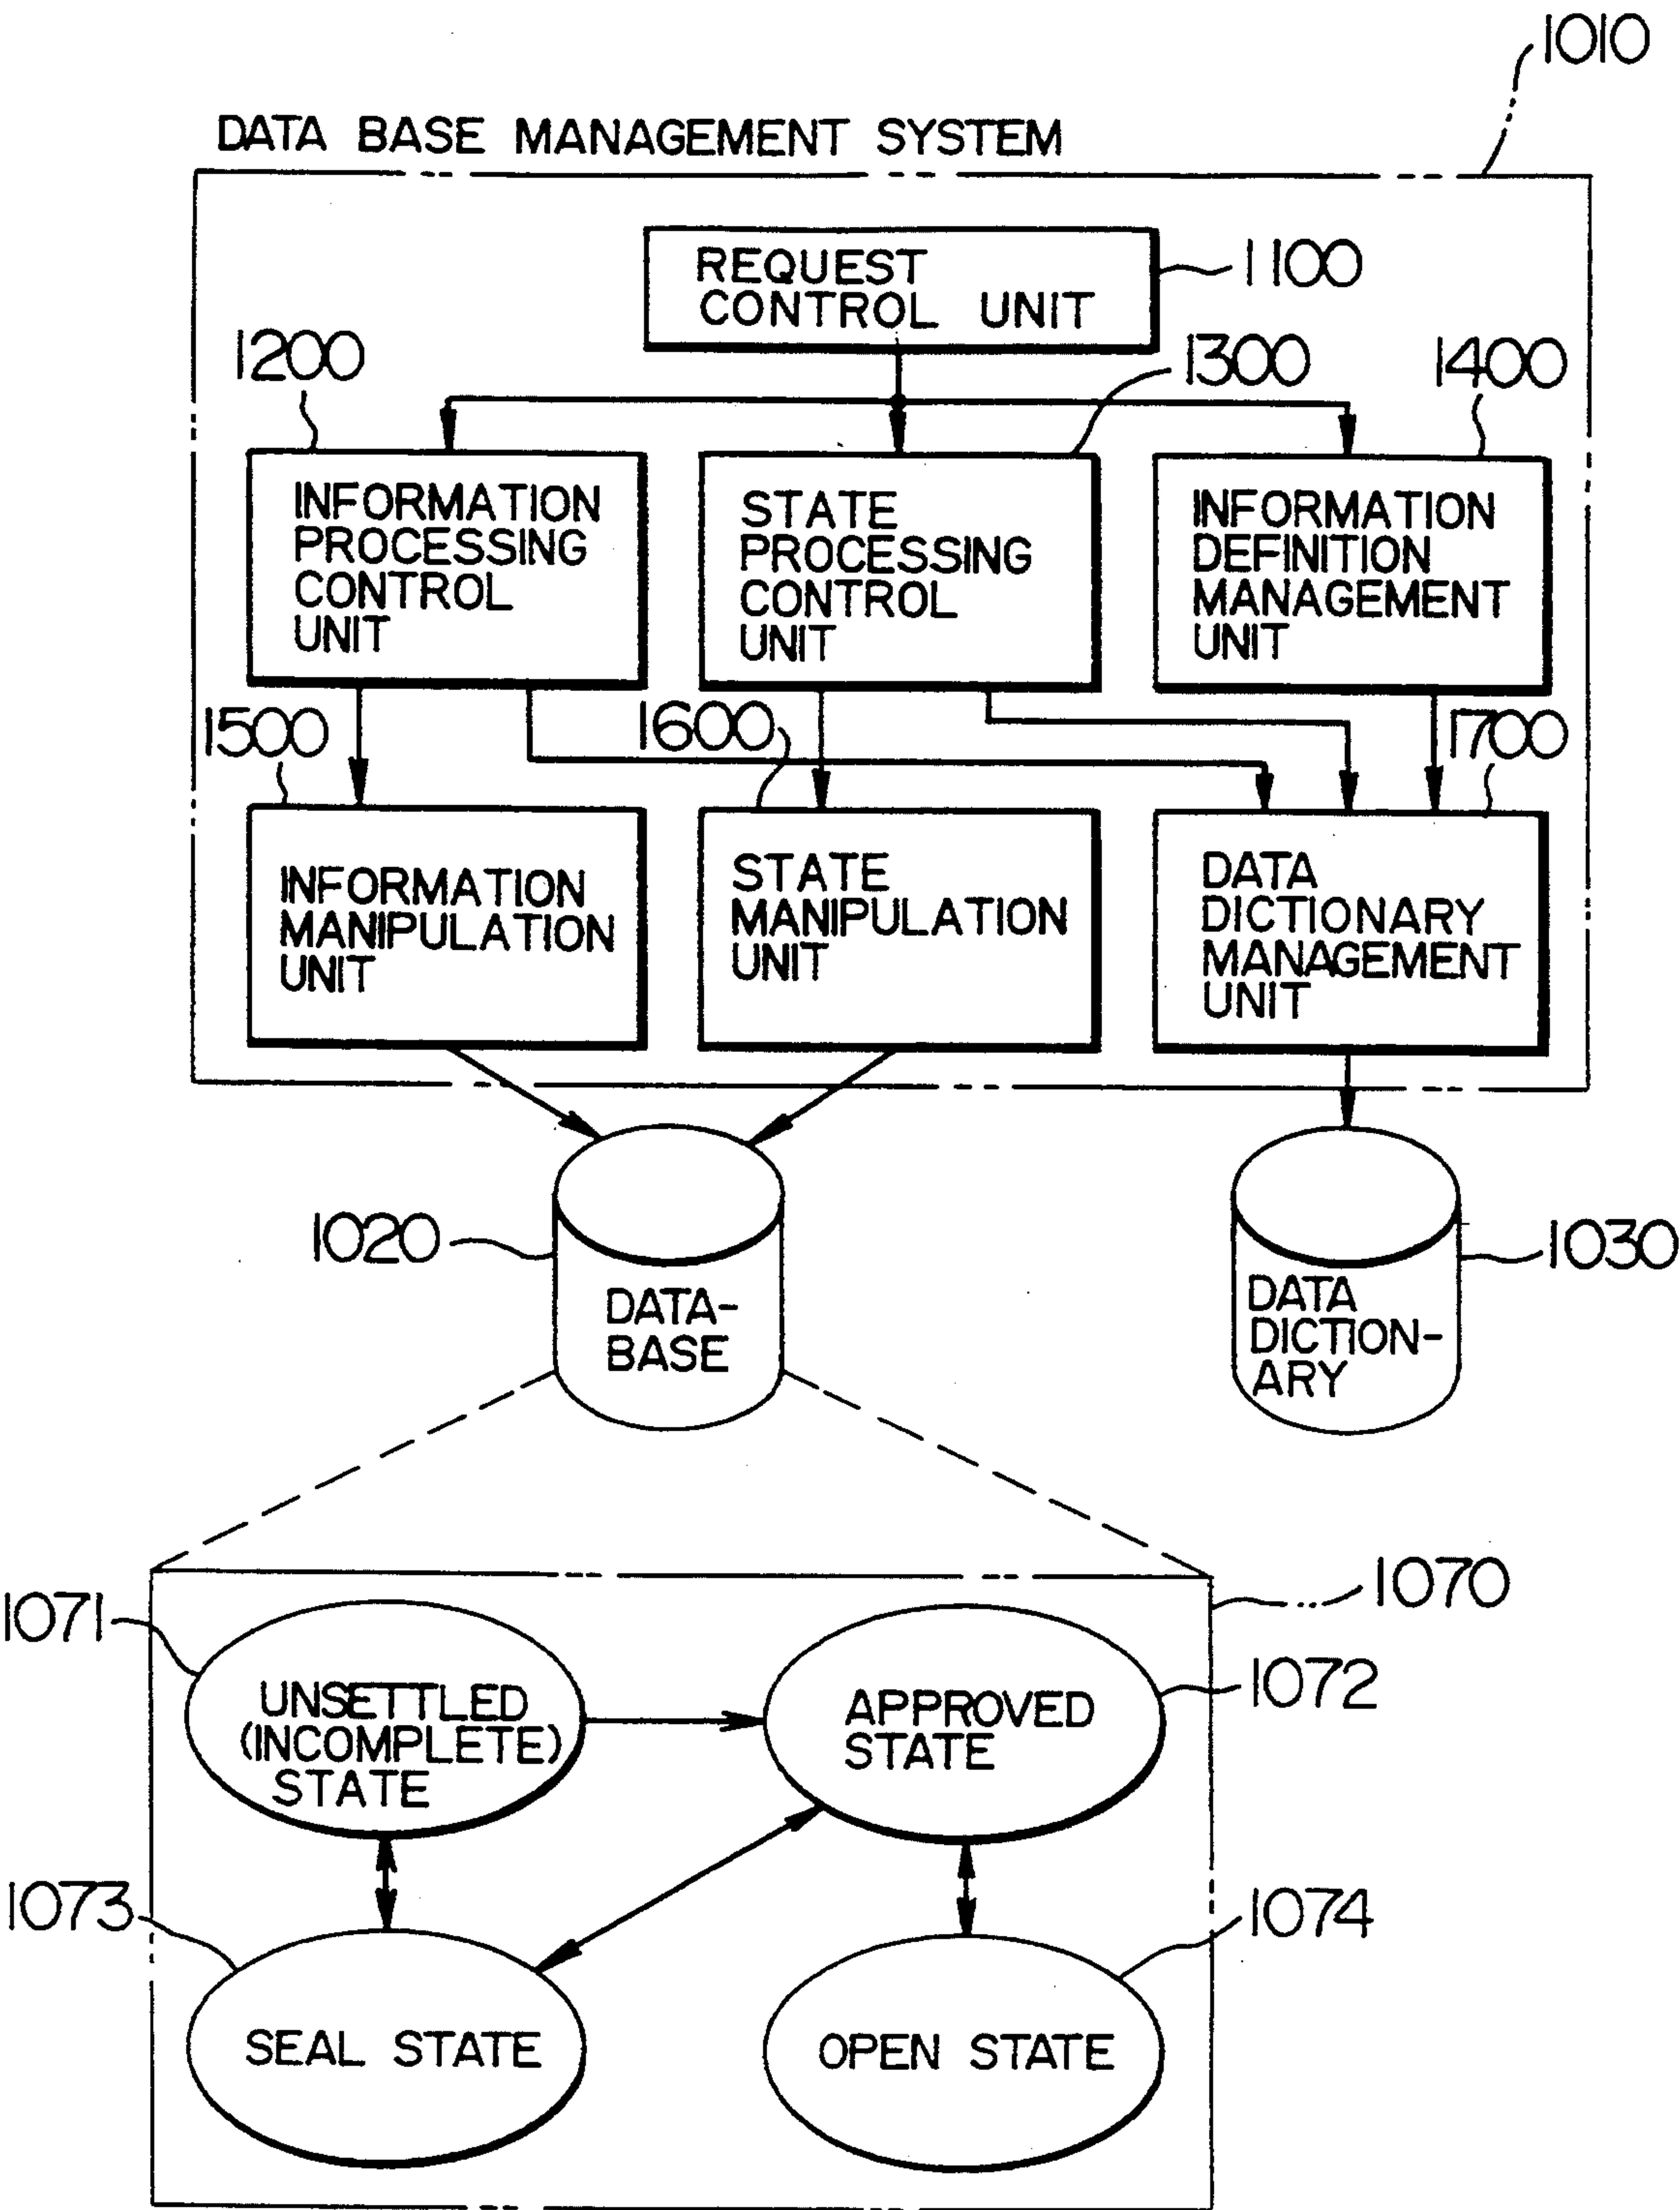 1010
DATA BASE MANAGEMENT SYSTEM
REQUEST
CONTROL UNIT
1100
1200
1300
1400
INFORMATION
PROCESSING
CONTROL
UNIT
STATE
PROCESSING
CONTROL
UNIT
INFORMATION
DEFINITION
MANAGEMENT
UNIT
1500
1600
1700
INFORMATION
MANIPULATION
UNIT
STATE
MANIPULATION
UNIT
DATA
DICTIONARY
MANAGEMENT
UNIT
1020
DATA-
BASE
1030
DATA
DICTION-
ARY
1070
1071
UNSETTLED
(INCOMPLETE)
STATE
APPROVED
STATE
1072
1073
SEAL STATE
1074
OPEN STATE